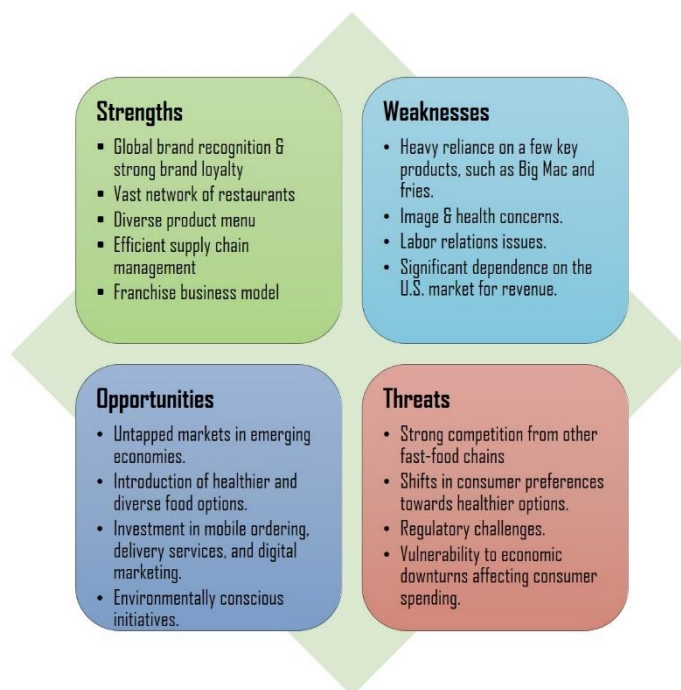 Strengths
▪ Global brand recognition &
strong brand loyalty
▪ Vast network of restaurants
▪ Diverse product menu
▪ Efficient supply chain
management
▪ Franchise business model
Weaknesses
• Heavy reliance on a few key
products, such as Big Mac and
fries.
• Image & health concerns.
• Labor relations issues.
• Significant dependence on the
U.S. market for revenue.
Opportunities
• Untapped markets in emerging
economies.
• Introduction of healthier and
diverse food options.
• Investment in mobile ordering,
delivery services, and digital
marketing.
• Environmentally conscious
initiatives.
Threats
• Strong competition from other
fast-food chains
• Shifts in consumer preferences
towards healthier options.
• Regulatory challenges.
• Vulnerability to economic
downturns affecting consumer
spending.